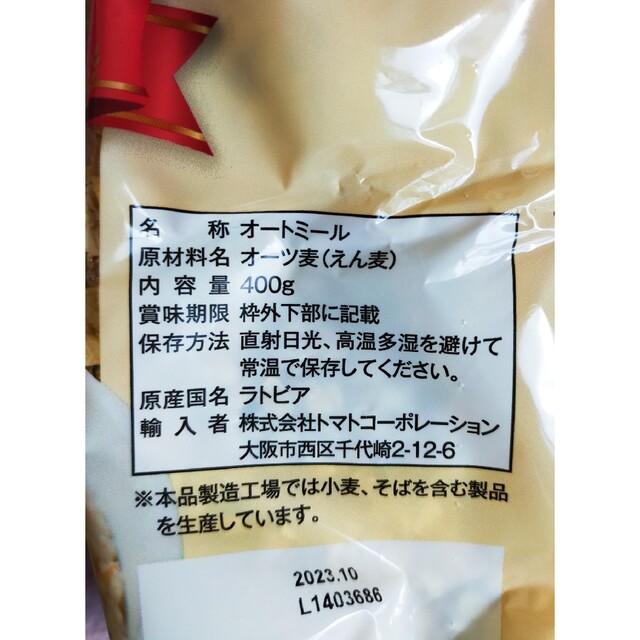 名称 オートミール
原材料名 オーツ麦(えん麦)
内容量 400g
賞味期限 枠外下部に記載
保存方法 直射日光、高温多湿を避けて
常温で保存してください。
原産国名 ラトビア
輸入者 株式会社トマトコーポレーション
大阪市西区千代崎2-12-6
※本品製造工場では小麦、そばを含む製品
を生産しています。
2023.10
L1403686